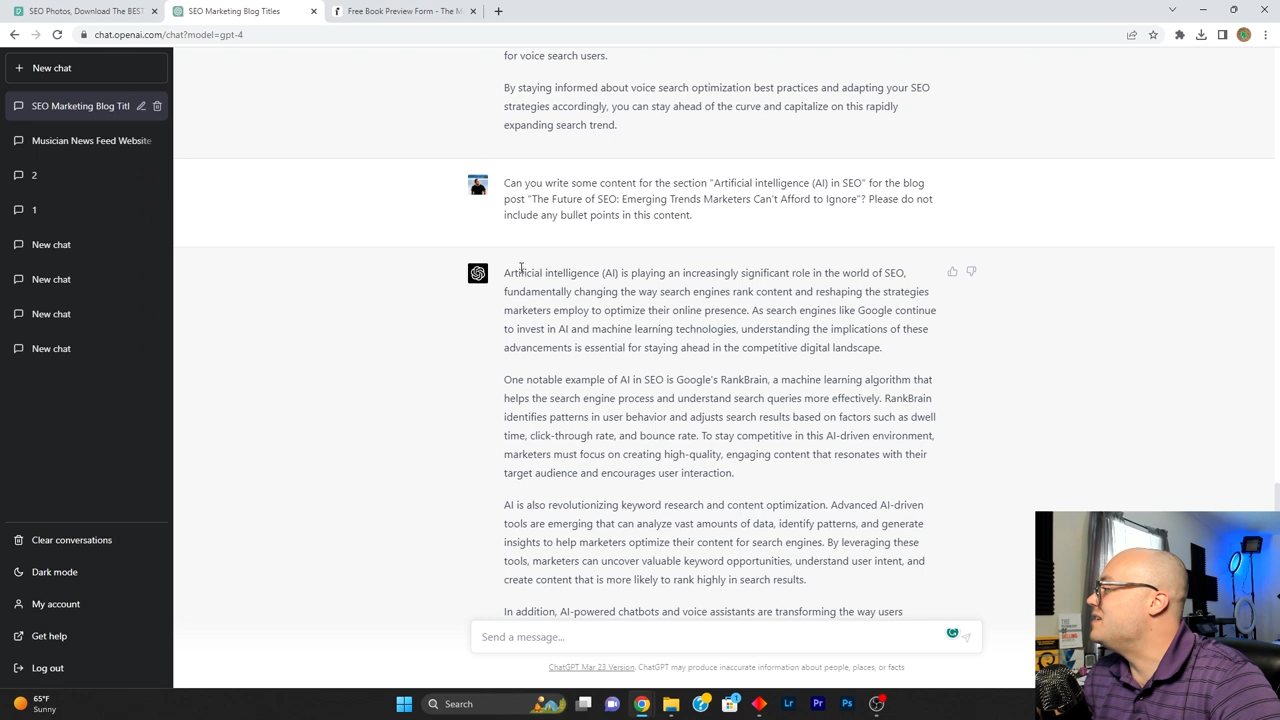 SEO Photos, Download The BEST
SEO Marketing Blog Titles
Free Book Preview Form - The M
chat.openai.com/chat?model=gpt-4
New chat
SEO Marketing Blog Titl
Musician News Feed Website
2
1
New chat
New chat
New chat
New chat
Clear conversations
Dark mode
My account
Get help
Log out
for voice search users.
By staying informed about voice search optimization best practices and adapting your SEO
strategies accordingly, you can stay ahead of the curve and capitalize on this rapidly
expanding search trend.
Can you write some content for the section "Artificial intelligence (AI) in SEO" for the blog
post "The Future of SEO: Emerging Trends Marketers Can't Afford to Ignore"? Please do not
include any bullet points in this content.
Artificial intelligence (AI) is playing an increasingly significant role in the world of SEO,
fundamentally changing the way search engines rank content and reshaping the strategies
marketers employ to optimize their online presence. As search engines like Google continue
to invest in AI and machine learning technologies, understanding the implications of these
advancements is essential for staying ahead in the competitive digital landscape.
One notable example of AI in SEO is Google's RankBrain, a machine learning algorithm that
helps the search engine process and understand search queries more effectively. RankBrain
identifies patterns in user behavior and adjusts search results based on factors such as dwell
time, click-through rate, and bounce rate. To stay competitive in this AI-driven environment,
marketers must focus on creating high-quality, engaging content that resonates with their
target audience and encourages user interaction.
AI is also revolutionizing keyword research and content optimization. Advanced AI-driven
tools are emerging that can analyze vast amounts of data, identify patterns, and generate
insights to help marketers optimize their content for search engines. By leveraging these
tools, marketers can uncover valuable keyword opportunities, understand user intent, and
create content that is more likely to rank highly in search results.
In addition, AI-powered chatbots and voice assistants are transforming the way users
Send a message...
ChatGPT Mar 23 Version. ChatGPT may produce inaccurate information about people, places, or facts
65°F
Sunny
Search
Lr
Pr
Ps